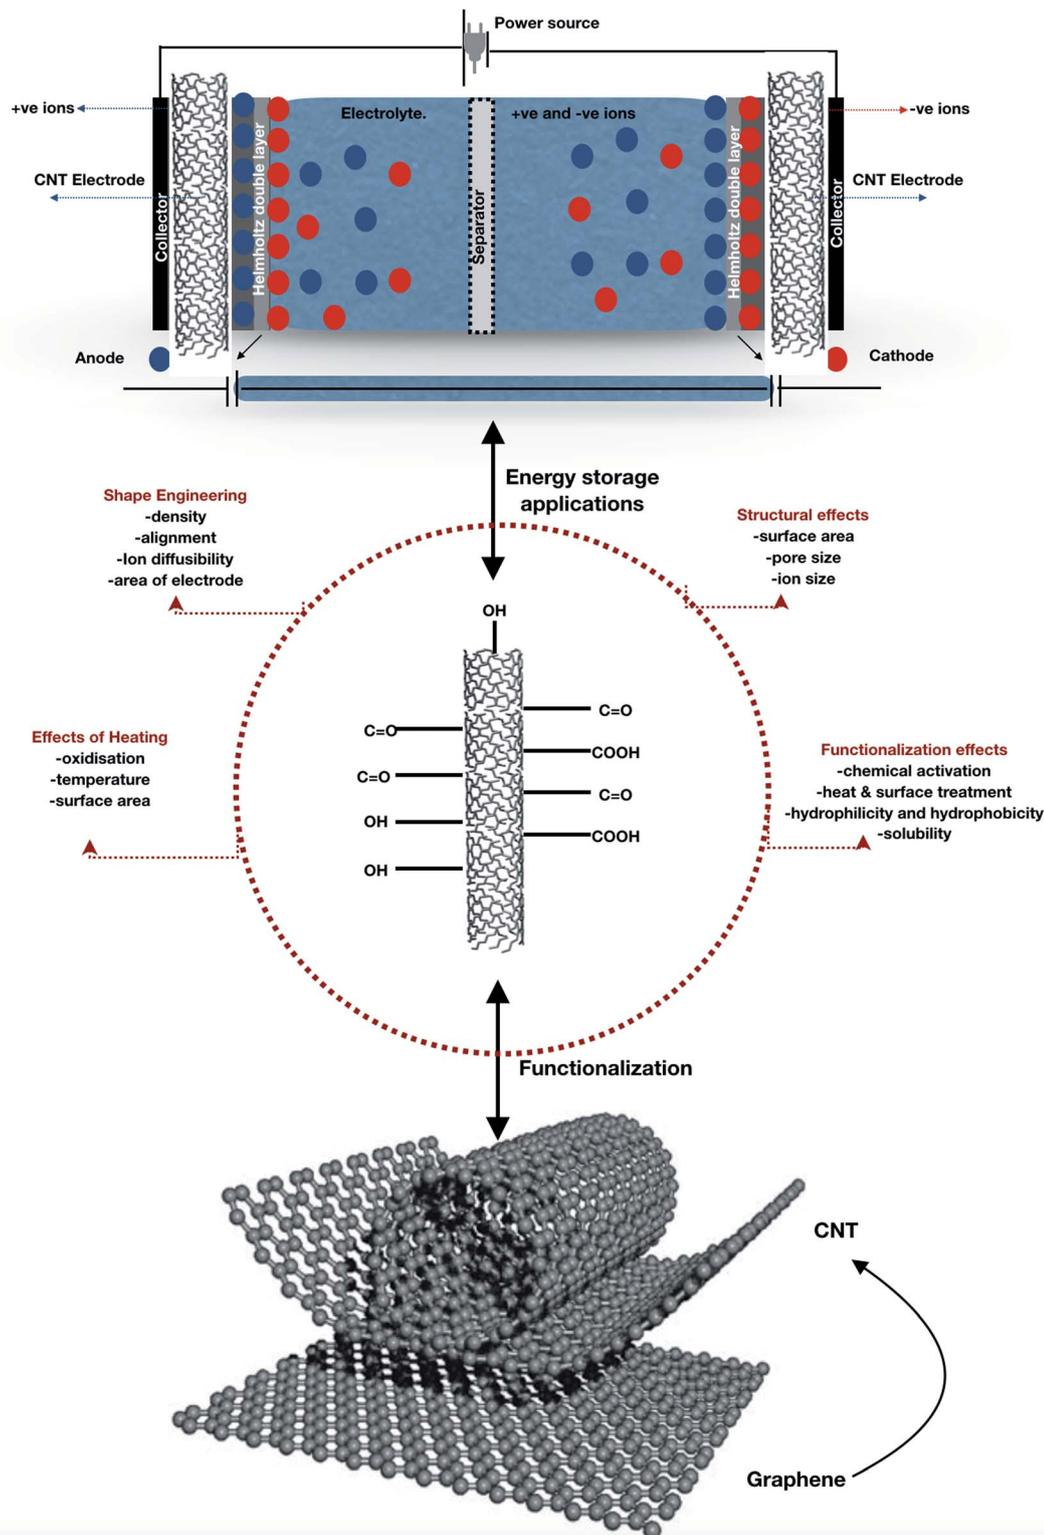 Power source
+ve ions
Electrolyte.
+ve and -ve ions
-ve ions
CNT Electrode
CNT Electrode
Collector
Helmholtz double layer
Separator
Helmholtz double layer
Collector
Anode
Cathode
Energy storage
applications
Shape Engineering
-density
-alignment
-Ion diffusibility
-area of electrode
Structural effects
-surface area
-pore size
-ion size
OH
C=O
C=O
COOH
C=O
C=O
OH
COOH
OH
Effects of Heating
-oxidisation
-temperature
-surface area
Functionalization effects
-chemical activation
-heat & surface treatment
-hydrophilicity and hydrophobicity
-solubility
Functionalization
CNT
Graphene